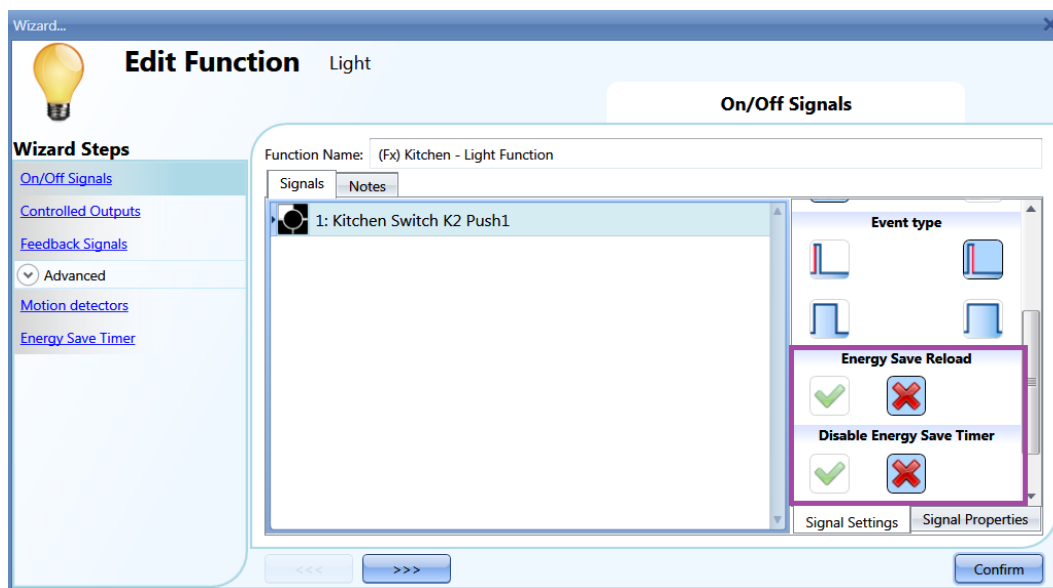 Wizard...
Edit Function Light
On/Off Signals
Wizard Steps
On/Off Signals
Controlled Outputs
Feedback Signals
Advanced
Motion detectors
Energy Save Timer
Function Name: (Fx) Kitchen - Light Function
Signals Notes
1: Kitchen Switch K2 Push1
Event type
Energy Save Reload
Disable Energy Save Timer
Signal Settings Signal Properties
<<< >>> Confirm